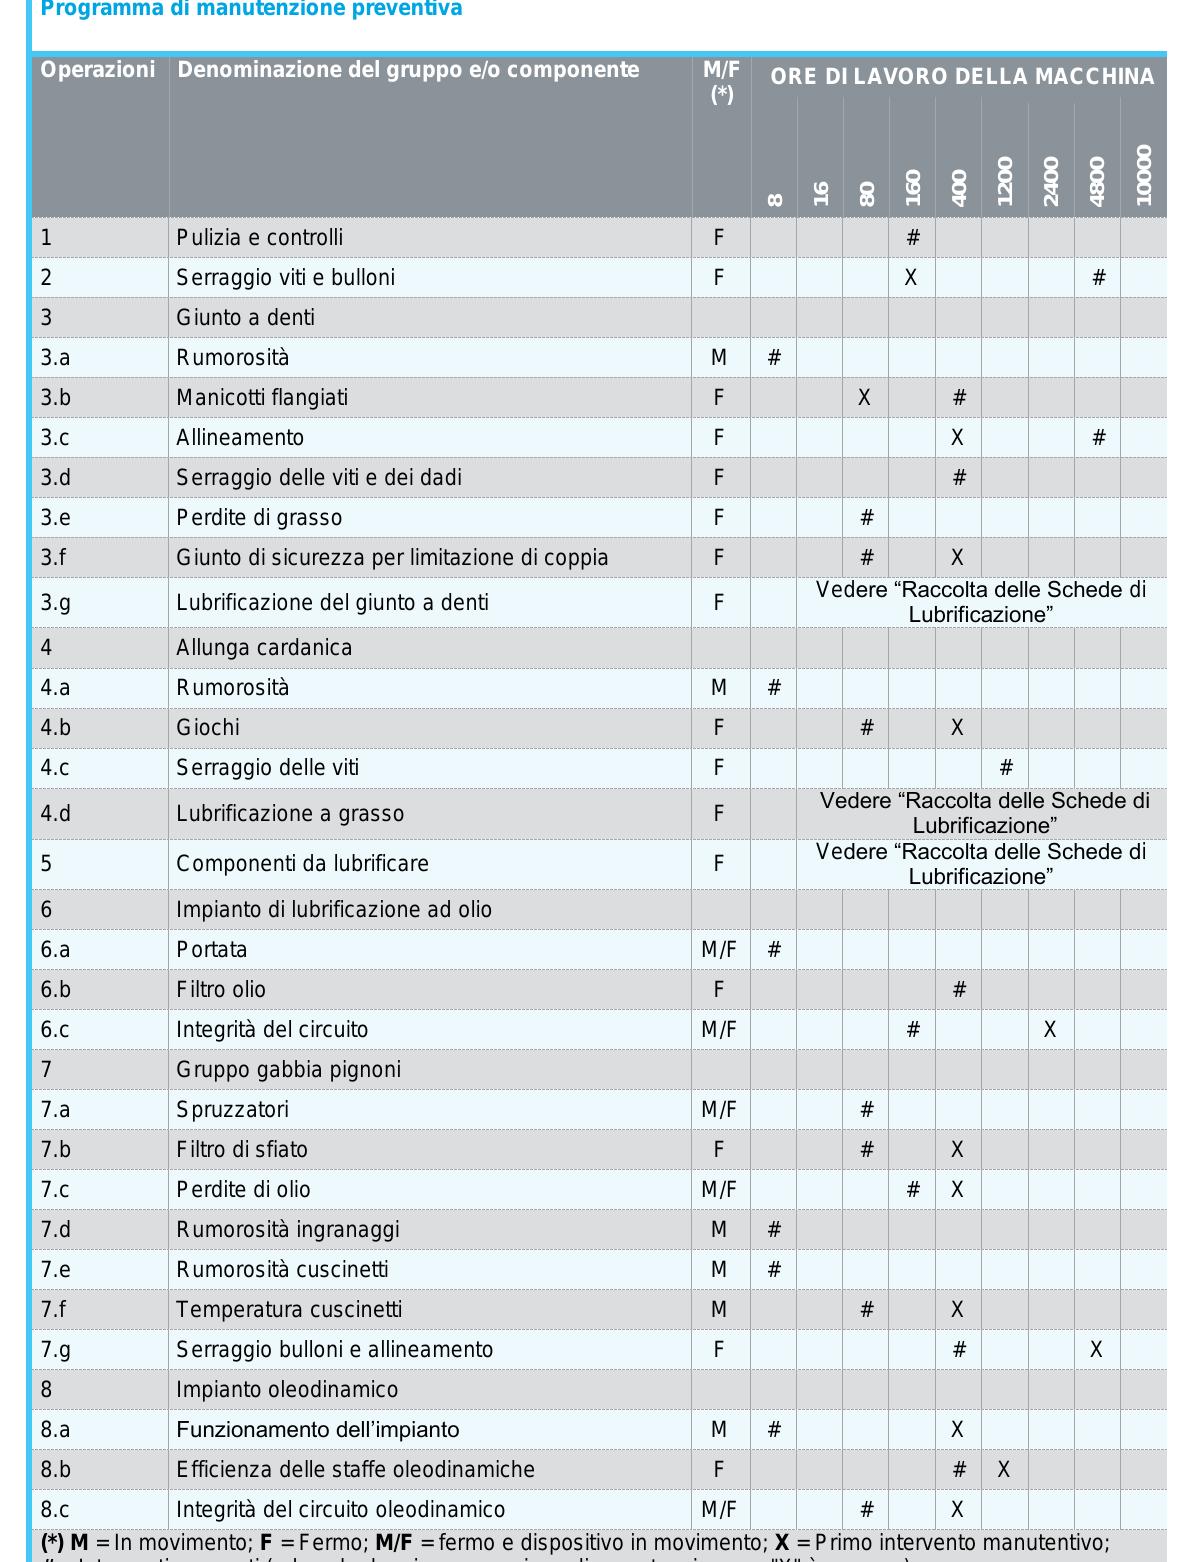 Programma di manutenzione preventiva
Operazioni Denominazione del gruppo e/o componente M/F (*) ORE DI LAVORO DELLA MACCHINA
8 16 80 160 400 1200 2400 4800 10000
1 Pulizia e controlli F #
2 Serraggio viti e bulloni F X #
3 Giunto a denti
3.a Rumorosità M #
3.b Manicotti flangiati F X #
3.c Allineamento F X #
3.d Serraggio delle viti e dei dadi F #
3.e Perdite di grasso F #
3.f Giunto di sicurezza per limitazione di coppia F # X
3.g Lubrificazione del giunto a denti F Vedere “Raccolta delle Schede di
Lubrificazione”
4 Allunga cardanica
4.a Rumorosità M #
4.b Giochi F # X
4.c Serraggio delle viti F #
4.d Lubrificazione a grasso F Vedere “Raccolta delle Schede di
Lubrificazione”
5 Componenti da lubrificare F Vedere “Raccolta delle Schede di
Lubrificazione”
6 Impianto di lubrificazione ad olio
6.a Portata M/F #
6.b Filtro olio F #
6.c Integrità del circuito M/F # X
7 Gruppo gabbia pignoni
7.a Spruzzatori M/F #
7.b Filtro di sfiato F # X
7.c Perdite di olio M/F # X
7.d Rumorosità ingranaggi M #
7.e Rumorosità cuscinetti M #
7.f Temperatura cuscinetti M # X
7.g Serraggio bulloni e allineamento F # X
8 Impianto oleodinamico
8.a Funzionamento dell’impianto M # X
8.b Efficienza delle staffe oleodinamiche F # X
8.c Integrità del circuito oleodinamico M/F # X
(*) M = In movimento; F = Fermo; M/F = fermo e dispositivo in movimento; X = Primo intervento manutentivo;